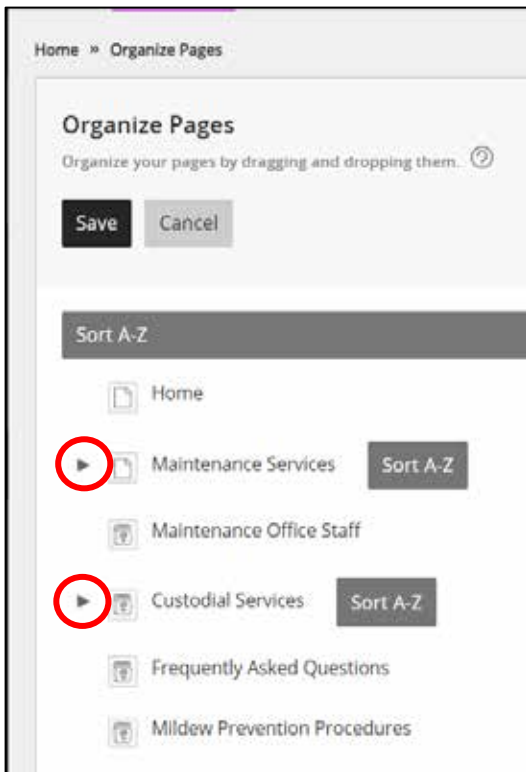 Home » Organize Pages
Organize Pages
Organize your pages by dragging and dropping them. ?
Save Cancel
Sort A-Z
Home
Maintenance Services Sort A-Z
Maintenance Office Staff
Custodial Services Sort A-Z
Frequently Asked Questions
Mildew Prevention Procedures